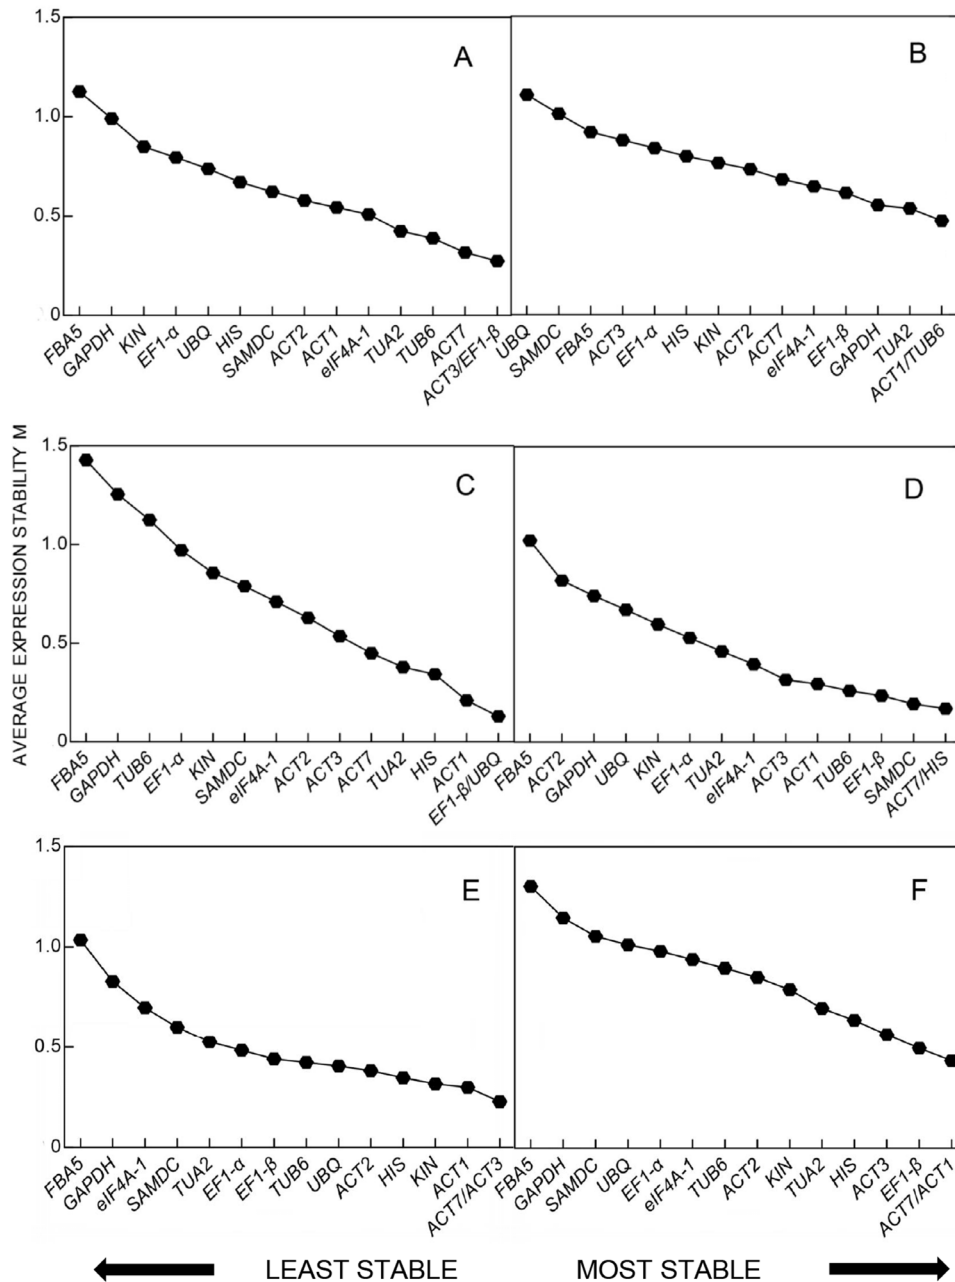 AVERAGE EXPRESSION STABILITY M
A
B
1.5
1.0
0.5
0
FBA5
GAPDH
KIN
EF1-α
UBQ
HIS
SAMDC
ACT2
ACT1
eIF4A-1
TUA2
TUB6
ACT7
ACT3/EF1-β
UBQ
SAMDC
FBA5
ACT3
EF1-α
HIS
KIN
ACT2
ACT7
eIF4A-1
EF1-β
GAPDH
TUA2
ACT1/TUB6
C
D
1.5
1.0
0.5
0
FBA5
GAPDH
TUB6
EF1-α
KIN
SAMDC
eIF4A-1
ACT2
ACT3
ACT7
TUA2
HIS
ACT1
EF1-β/UBQ
FBA5
ACT2
GAPDH
UBQ
KIN
EF1-α
TUA2
eIF4A-1
ACT3
ACT1
TUB6
EF1-β
SAMDC
ACT7/HIS
E
F
1.5
1.0
0.5
0
FBA5
GAPDH
eIF4A-1
SAMDC
TUA2
EF1-α
EF1-β
TUB6
UBQ
ACT2
HIS
KIN
ACT1
ACT7/ACT3
FBA5
GAPDH
SAMDC
UBQ
EF1-α
eIF4A-1
TUB6
ACT2
KIN
TUA2
HIS
ACT3
EF1-β
ACT7/ACT1
LEAST STABLE
MOST STABLE